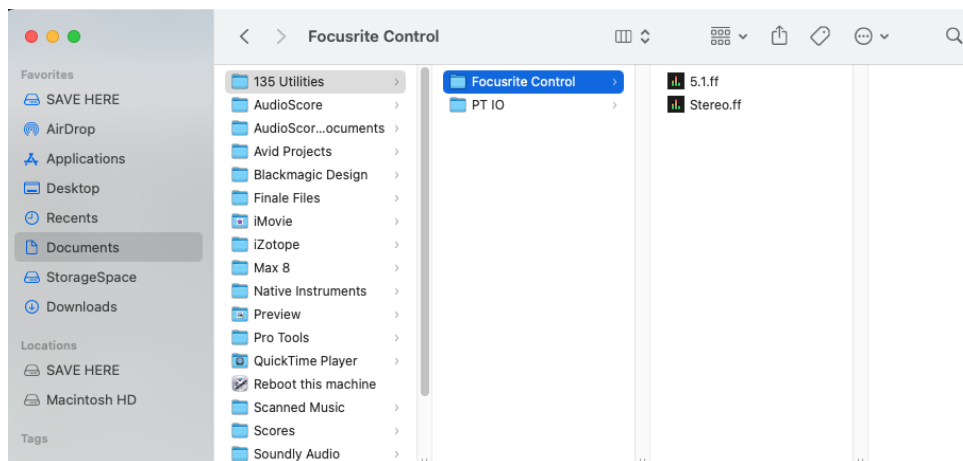 Focusrite Control
Favorites
SAVE HERE
AirDrop
Applications
Desktop
Recents
Documents
StorageSpace
Downloads
Locations
SAVE HERE
Macintosh HD
Tags
135 Utilities
AudioScore
AudioScor...ocuments
Avid Projects
Blackmagic Design
Finale Files
iMovie
iZotope
Max 8
Native Instruments
Preview
Pro Tools
QuickTime Player
Reboot this machine
Scanned Music
Scores
Soundly Audio
Focusrite Control
PT IO
5.1.ff
Stereo.ff